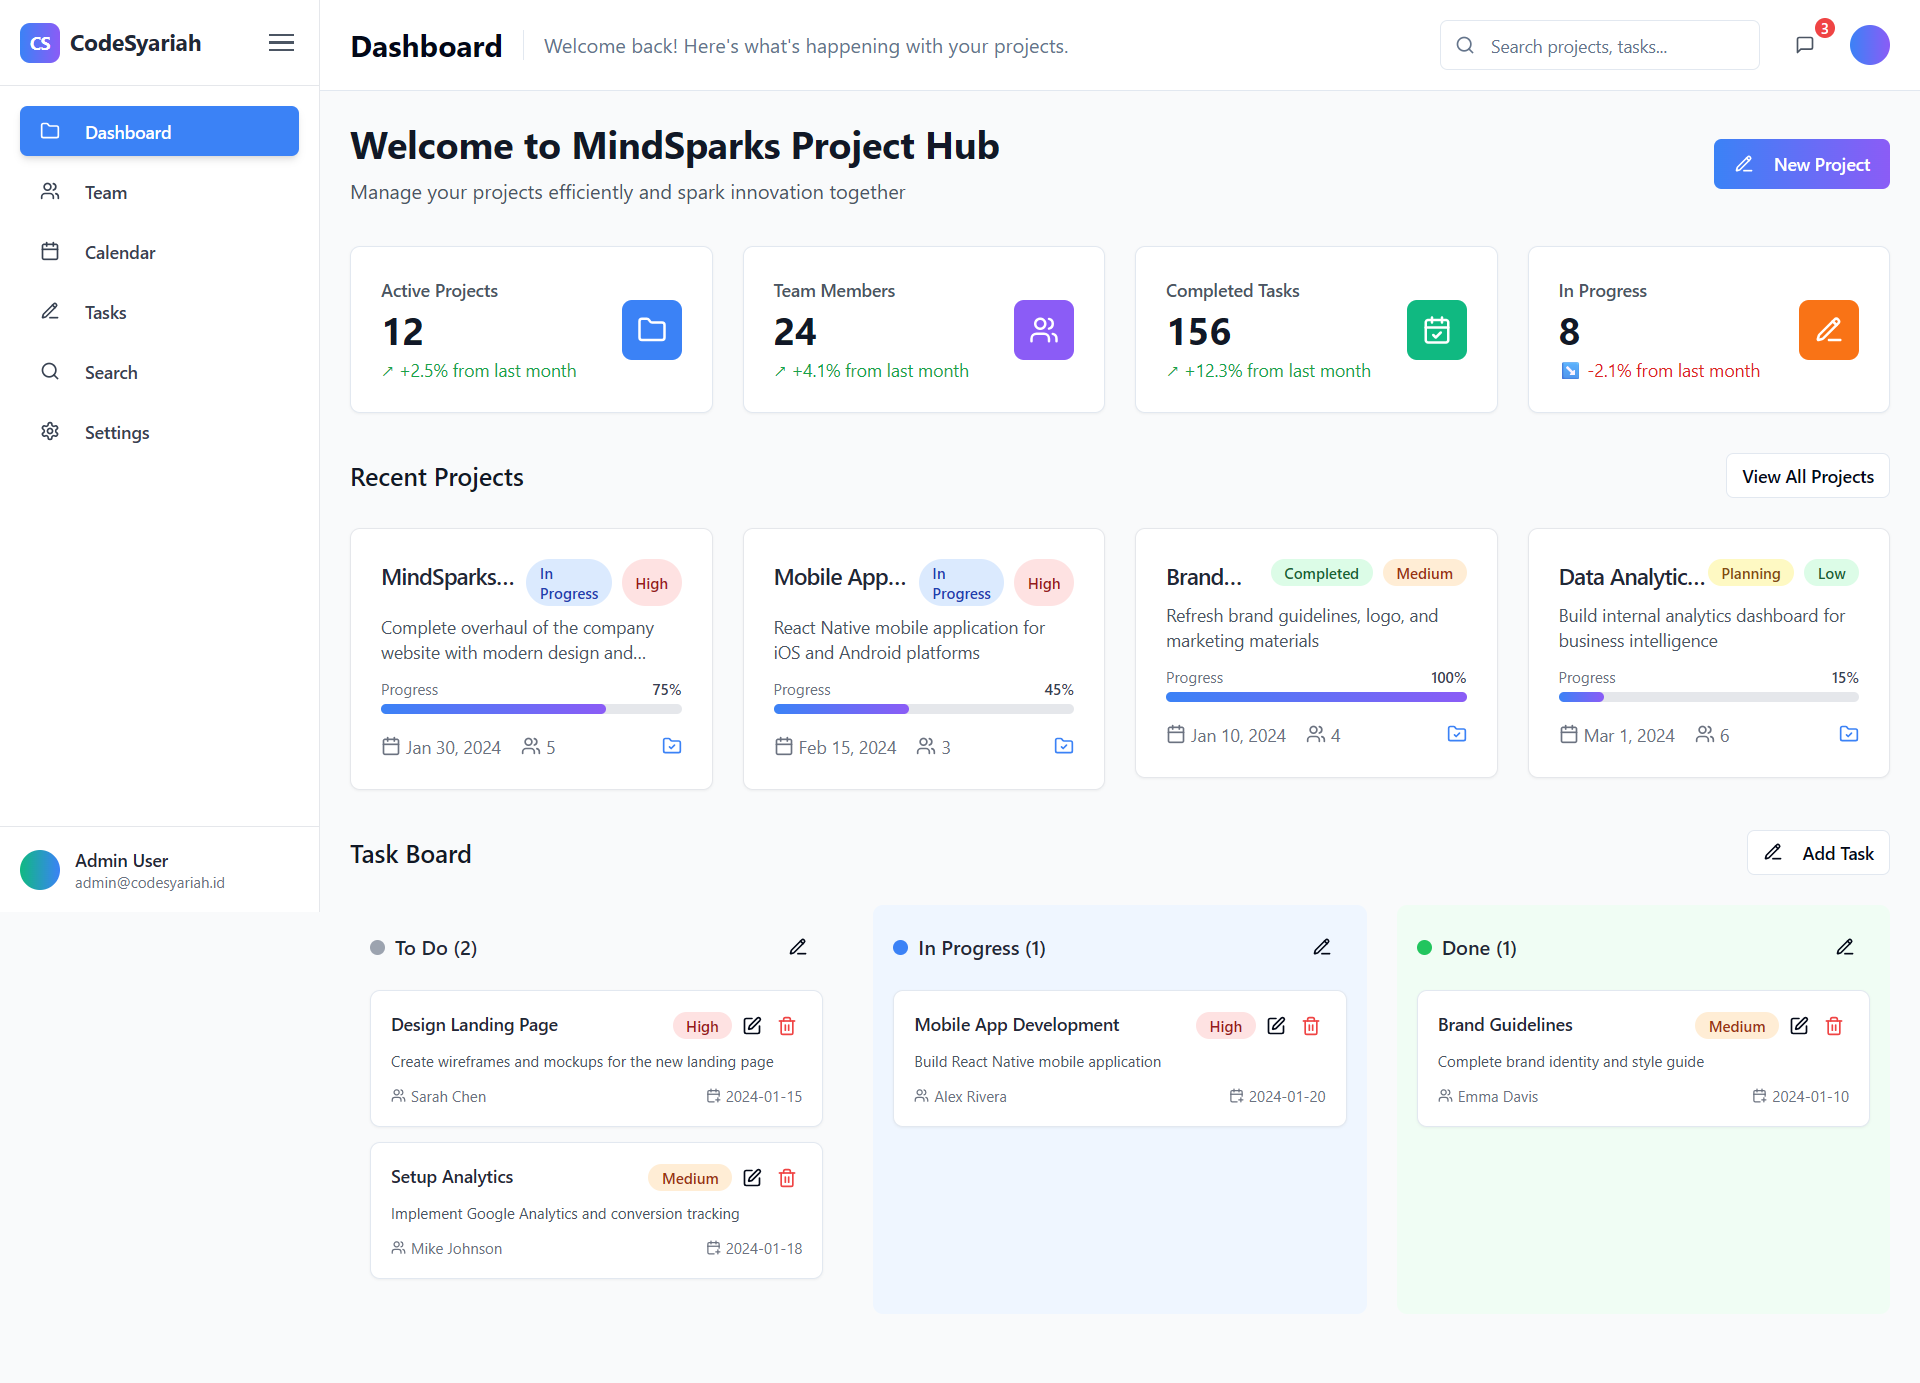 CS CodeSyariah
Dashboard
Team
Calendar
Tasks
Search
Settings
Admin User
admin@codesyariah.id
Dashboard
Welcome back! Here's what's happening with your projects.
Search projects, tasks...
3
Welcome to MindSparks Project Hub
Manage your projects efficiently and spark innovation together
New Project
Active Projects
12
↗ +2.5% from last month
Team Members
24
↗ +4.1% from last month
Completed Tasks
156
↗ +12.3% from last month
In Progress
8
↘ -2.1% from last month
Recent Projects
View All Projects
MindSparks...
In
Progress
High
Complete overhaul of the company
website with modern design and...
Progress 75%
Jan 30, 2024 5
Mobile App...
In
Progress
High
React Native mobile application for
iOS and Android platforms
Progress 45%
Feb 15, 2024 3
Brand... Completed Medium
Refresh brand guidelines, logo, and
marketing materials
Progress 100%
Jan 10, 2024 4
Data Analytic... Planning Low
Build internal analytics dashboard for
business intelligence
Progress 15%
Mar 1, 2024 6
Task Board
Add Task
To Do (2)
Design Landing Page High
Create wireframes and mockups for the new landing page
Sarah Chen 2024-01-15
Setup Analytics Medium
Implement Google Analytics and conversion tracking
Mike Johnson 2024-01-18
In Progress (1)
Mobile App Development High
Build React Native mobile application
Alex Rivera 2024-01-20
Done (1)
Brand Guidelines Medium
Complete brand identity and style guide
Emma Davis 2024-01-10